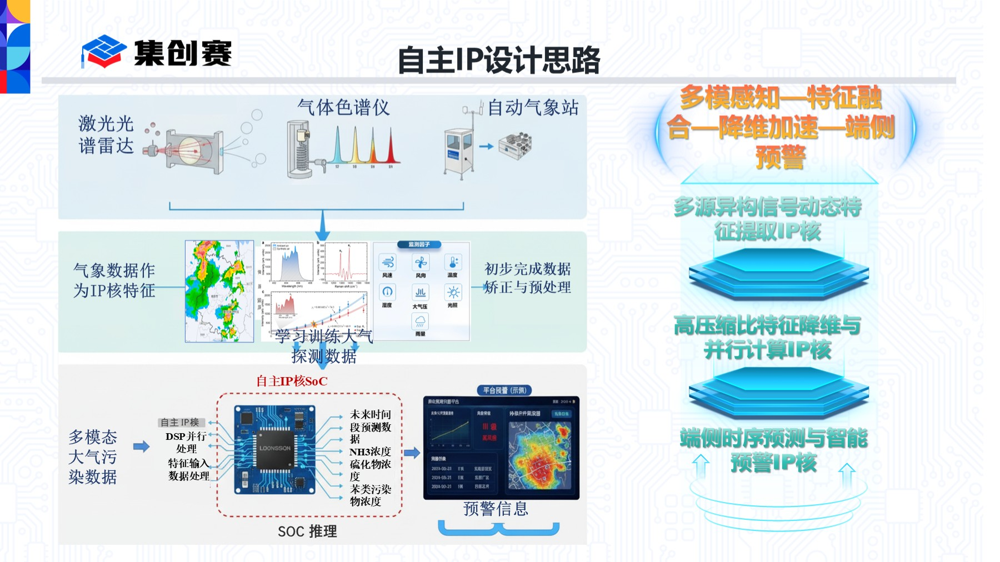 集创赛
自主IP设计思路
激光光
谱雷达
气体色谱仪
自动气象站
气象数据作
为IP核特征
a
b
c
Ambient air
Wavelength (nm)
Raman shift (cm⁻¹)
监测因子
风速
风向
温度
湿度
大气压
光照
雨量
初步完成数据
矫正与预处理
学习训练大气
探测数据
自主IP核SoC
多模态
大气污
染数据
自主 IP
DSP并行
处理
特征输入
数据处理
LOONSSON
未来时间
段预测数
据
NH3浓度
硫化物浓
度
苯类污染
物浓度
SOC 推理
平台段警 (示例)
预警信息
多模感知—特征融
合—降维加速—端侧
预警
多源异构信号动态特
征提取IP核
高压缩比特征降维与
并行计算IP核
端侧时序预测与智能
预警IP核